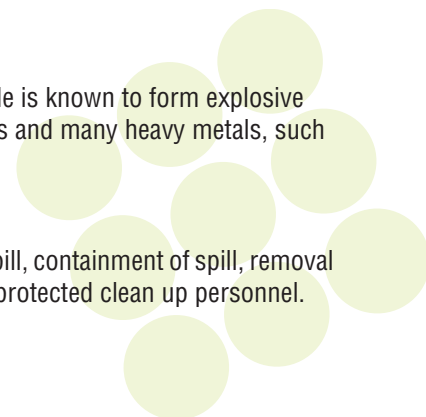 le is known to form explosive
s and many heavy metals, such
pill, containment of spill, removal
protected clean up personnel.